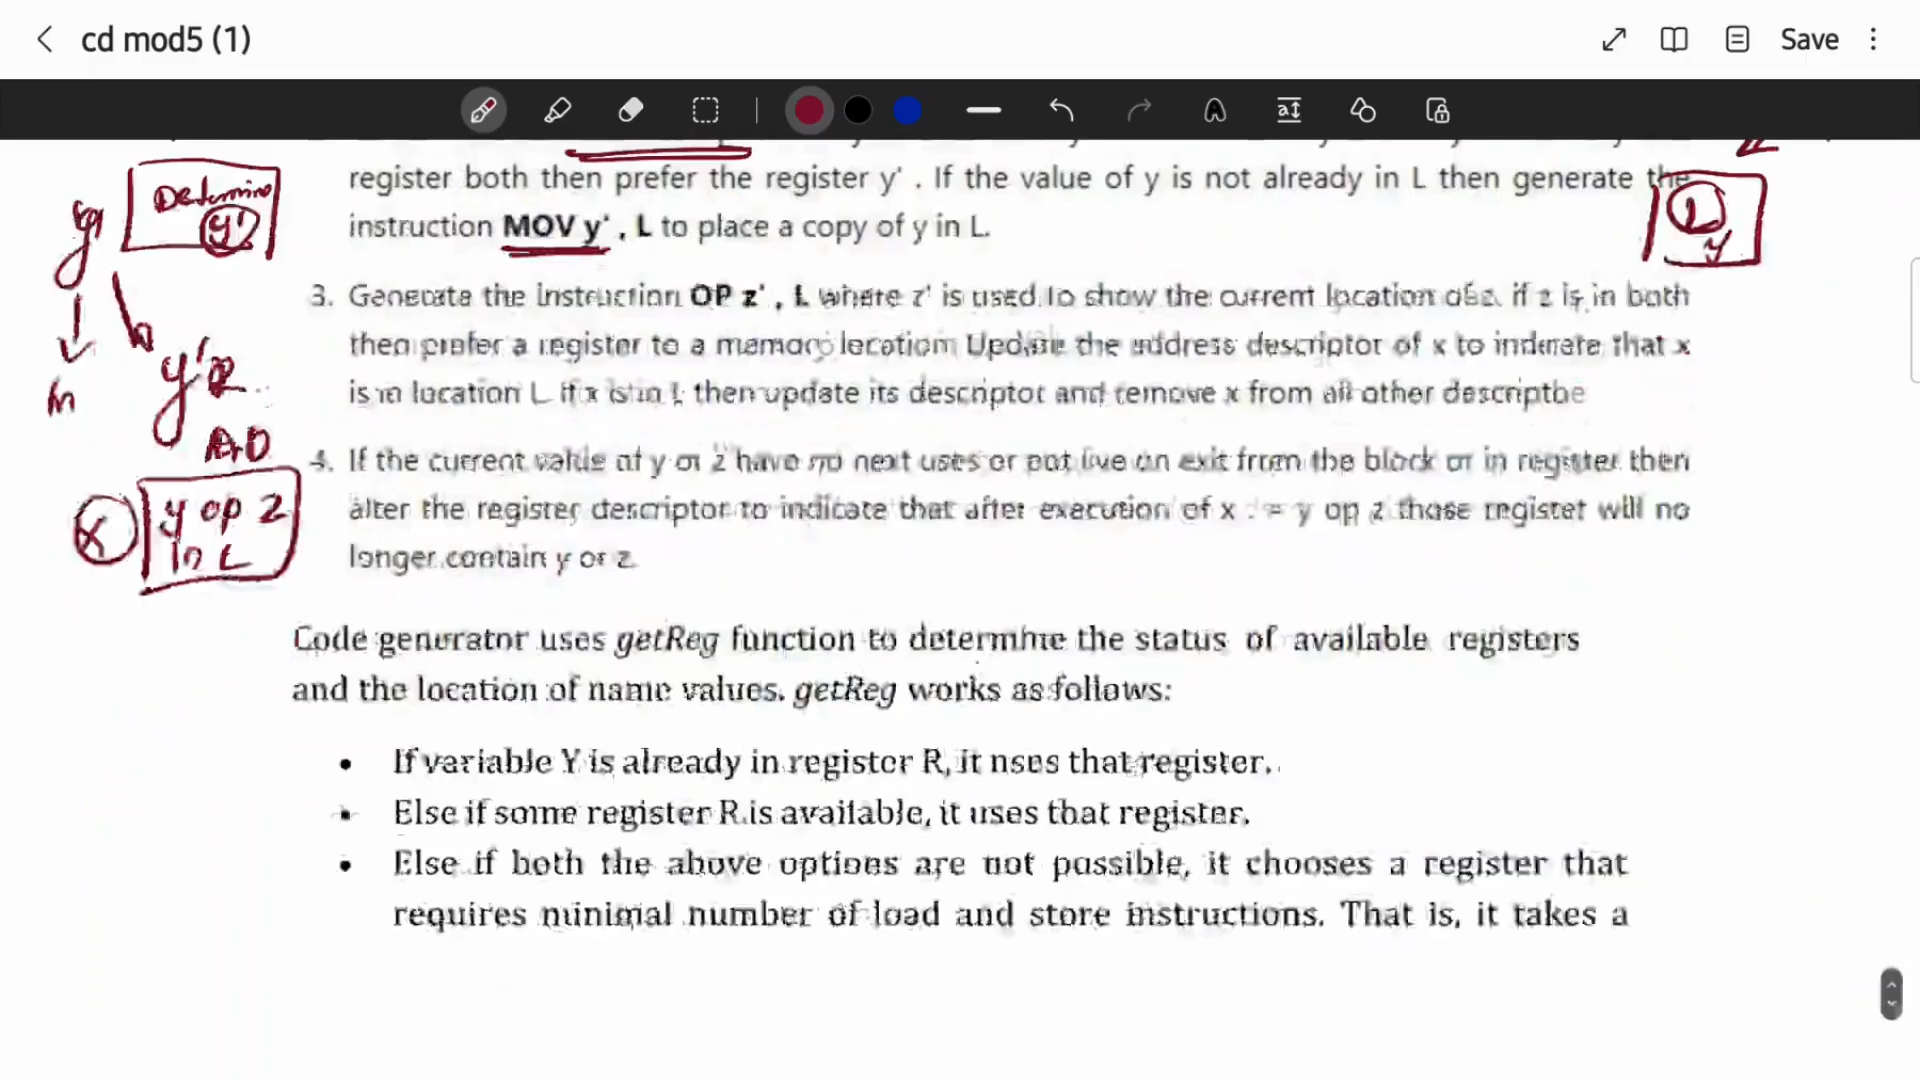 cd mod5 (1)
Save
register both then prefer the register y' . If the value of y is not already in L then generate the
instruction MOV y' , L to place a copy of y in L.
3. Generate the instruction OP z' , L where z' is used to show the current location of z. if z is in both
then prefer a register to a memory location. Update the address descriptor of x to indicate that x
is in location L. If x is in L then update its descriptor and remove x from all other descriptbe
4. If the current value of y or z have no next uses or not live on exit from the block or in register then
alter the register descriptor to indicate that after execution of x : = y op z those register will no
longer contain y or z.
Code generator uses getReg function to determine the status of available registers
and the location of name values. getReg works as follows:
• If variable Y is already in register R, it uses that register.
• Else if some register R is available, it uses that register.
• Else if both the above options are not possible, it chooses a register that
requires minimal number of load and store instructions. That is, it takes a
Determine
y'
y
m
y' R
A.D
x
y op z
in L
L
y